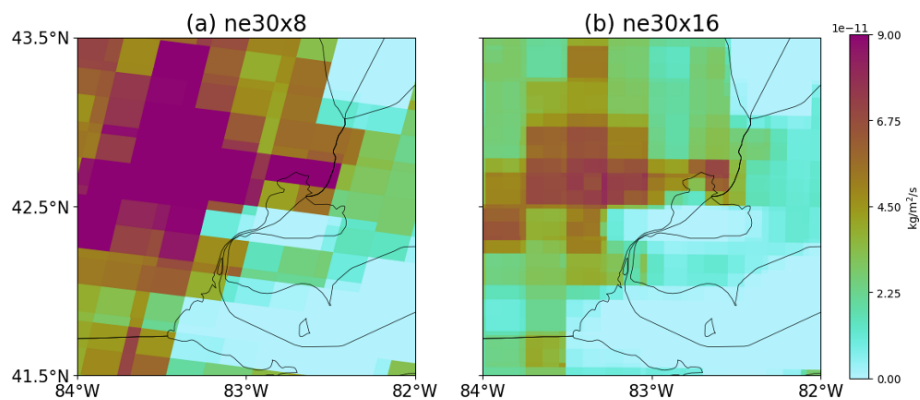 (a) ne30x8
(b) ne30x16
1e−11
43.5°N
42.5°N
41.5°N
84°W
83°W
82°W
84°W
83°W
82°W
9.00
6.75
4.50
2.25
0.00
kg/m²/s